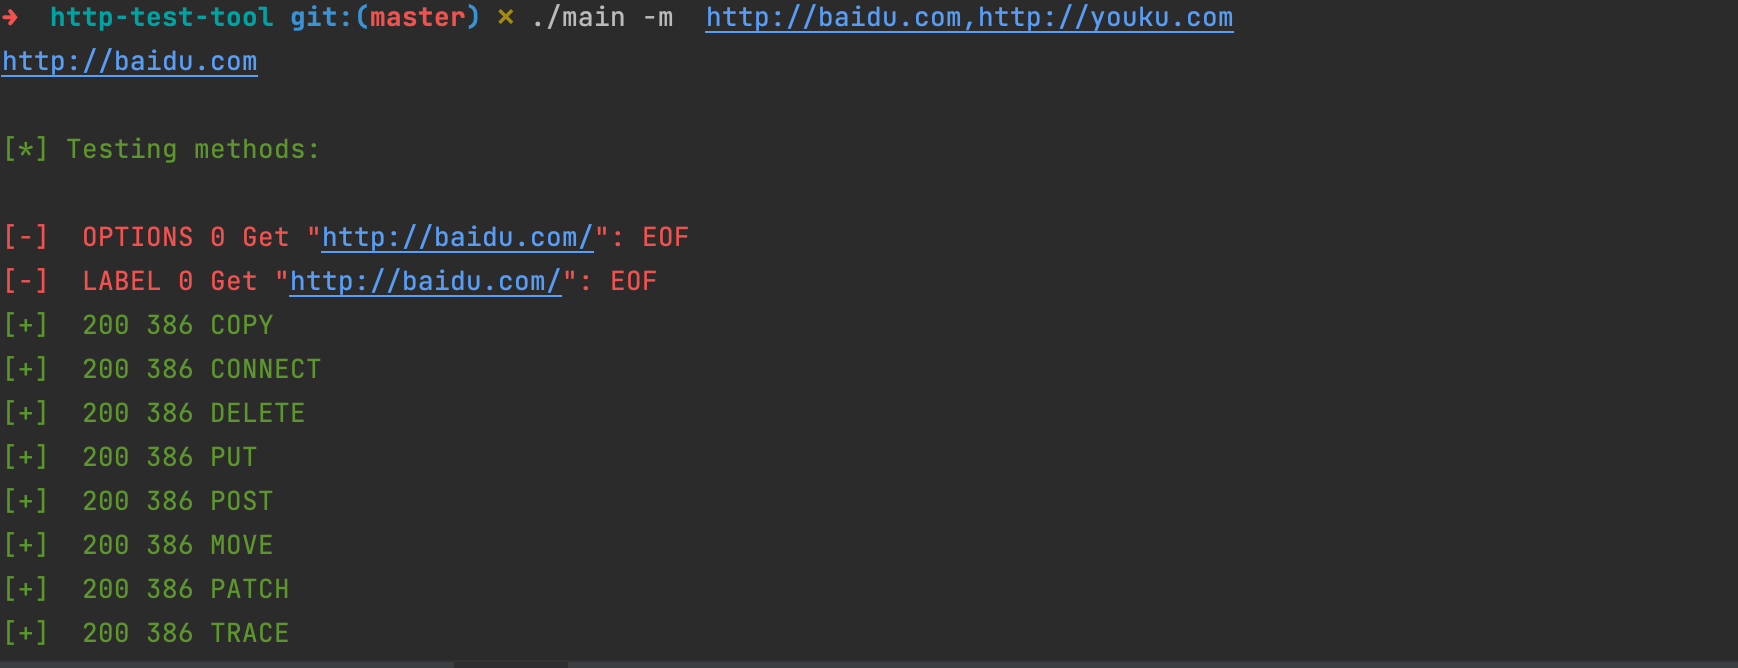 ➜  http-test-tool git:(master) ✗ ./main -m  http://baidu.com,http://youku.com
http://baidu.com
[*] Testing methods:
[-]  OPTIONS 0 Get "http://baidu.com/": EOF
[-]  LABEL 0 Get "http://baidu.com/": EOF
[+]  200 386 COPY
[+]  200 386 CONNECT
[+]  200 386 DELETE
[+]  200 386 PUT
[+]  200 386 POST
[+]  200 386 MOVE
[+]  200 386 PATCH
[+]  200 386 TRACE